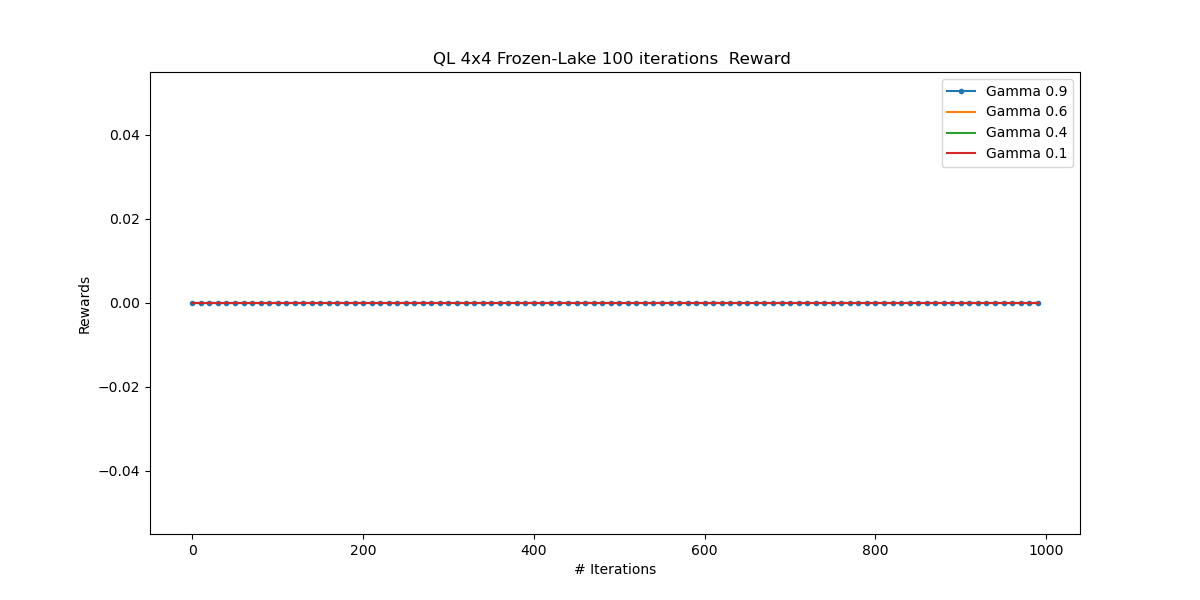 QL 4x4 Frozen-Lake 100 iterations  Reward
Gamma 0.9
Gamma 0.6
Gamma 0.4
Gamma 0.1
Rewards
0.04
0.02
0.00
−0.02
−0.04
0 200 400 600 800 1000
# Iterations